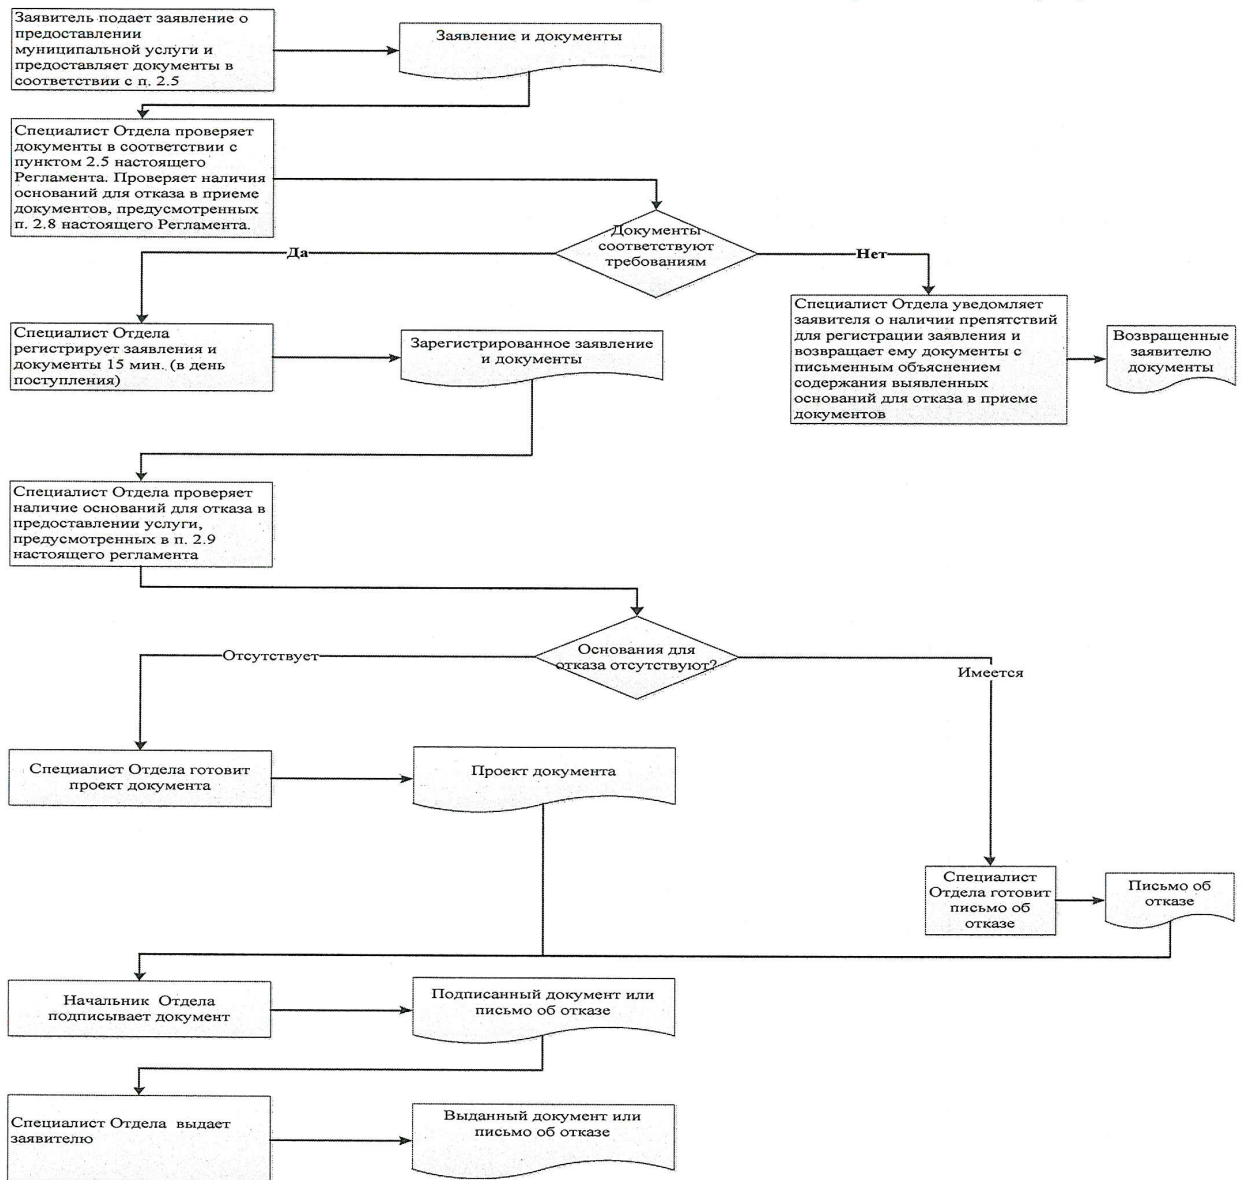 Заявитель подает заявление о
предоставлении
муниципальной услуги и
предоставляет документы в
соответствии с п. 2.5
Заявление и документы
Специалист Отдела проверяет
документы в соответствии с
пунктом 2.5 настоящего
Регламента. Проверяет наличия
оснований для отказа в приеме
документов, предусмотренных
п. 2.8 настоящего Регламента.
Документы
соответствуют
требованиям
Да
Нет
Специалист Отдела
регистрирует заявления и
документы 15 мин. (в день
поступления)
Зарегистрированное заявление
и документы
Специалист Отдела уведомляет
заявителя о наличии препятствий
для регистрации заявления и
возвращает ему документы с
письменным объяснением
содержания выявленных
оснований для отказа в приеме
документов
Возвращенные
заявителю
документы
Специалист Отдела проверяет
наличие оснований для отказа в
предоставлении услуги,
предусмотренных в п. 2.9
настоящего регламента
Основания для
отказа отсутствуют?
Отсутствует
Имеется
Специалист Отдела готовит
проект документа
Проект документа
Специалист
Отдела готовит
письмо об
отказе
Письмо об
отказе
Начальник Отдела
подписывает документ
Подписанный документ или
письмо об отказе
Специалист Отдела выдает
заявителю
Выданный документ или
письмо об отказе